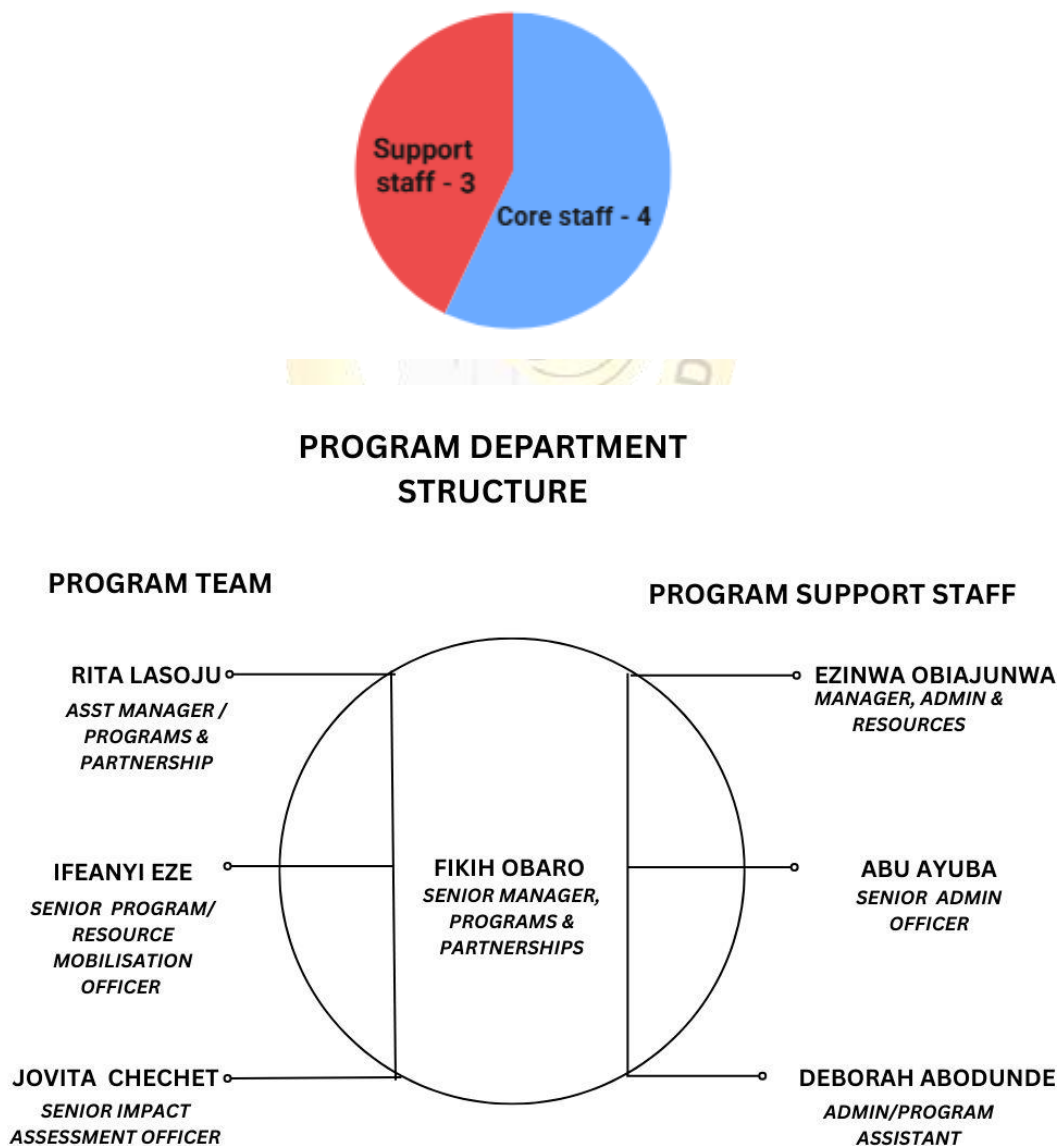 Support
staff - 3
Core staff - 4
D
PROGRAM DEPARTMENT
STRUCTURE
PROGRAM TEAM
PROGRAM SUPPORT STAFF
RITA LASOJU
ASST MANAGER /
PROGRAMS &
PARTNERSHIP
EZINWA OBIAJUNWA
MANAGER, ADMIN &
RESOURCES
IFEANYI EZE
SENIOR PROGRAM/
RESOURCE
MOBILISATION
OFFICER
FIKIH OBARO
SENIOR MANAGER,
PROGRAMS &
PARTNERSHIPS
ABU AYUBA
SENIOR ADMIN
OFFICER
JOVITA CHECHET
SENIOR IMPACT
ASSESSMENT OFFICER
DEBORAH ABODUNDE
ADMIN/PROGRAM
ASSISTANT